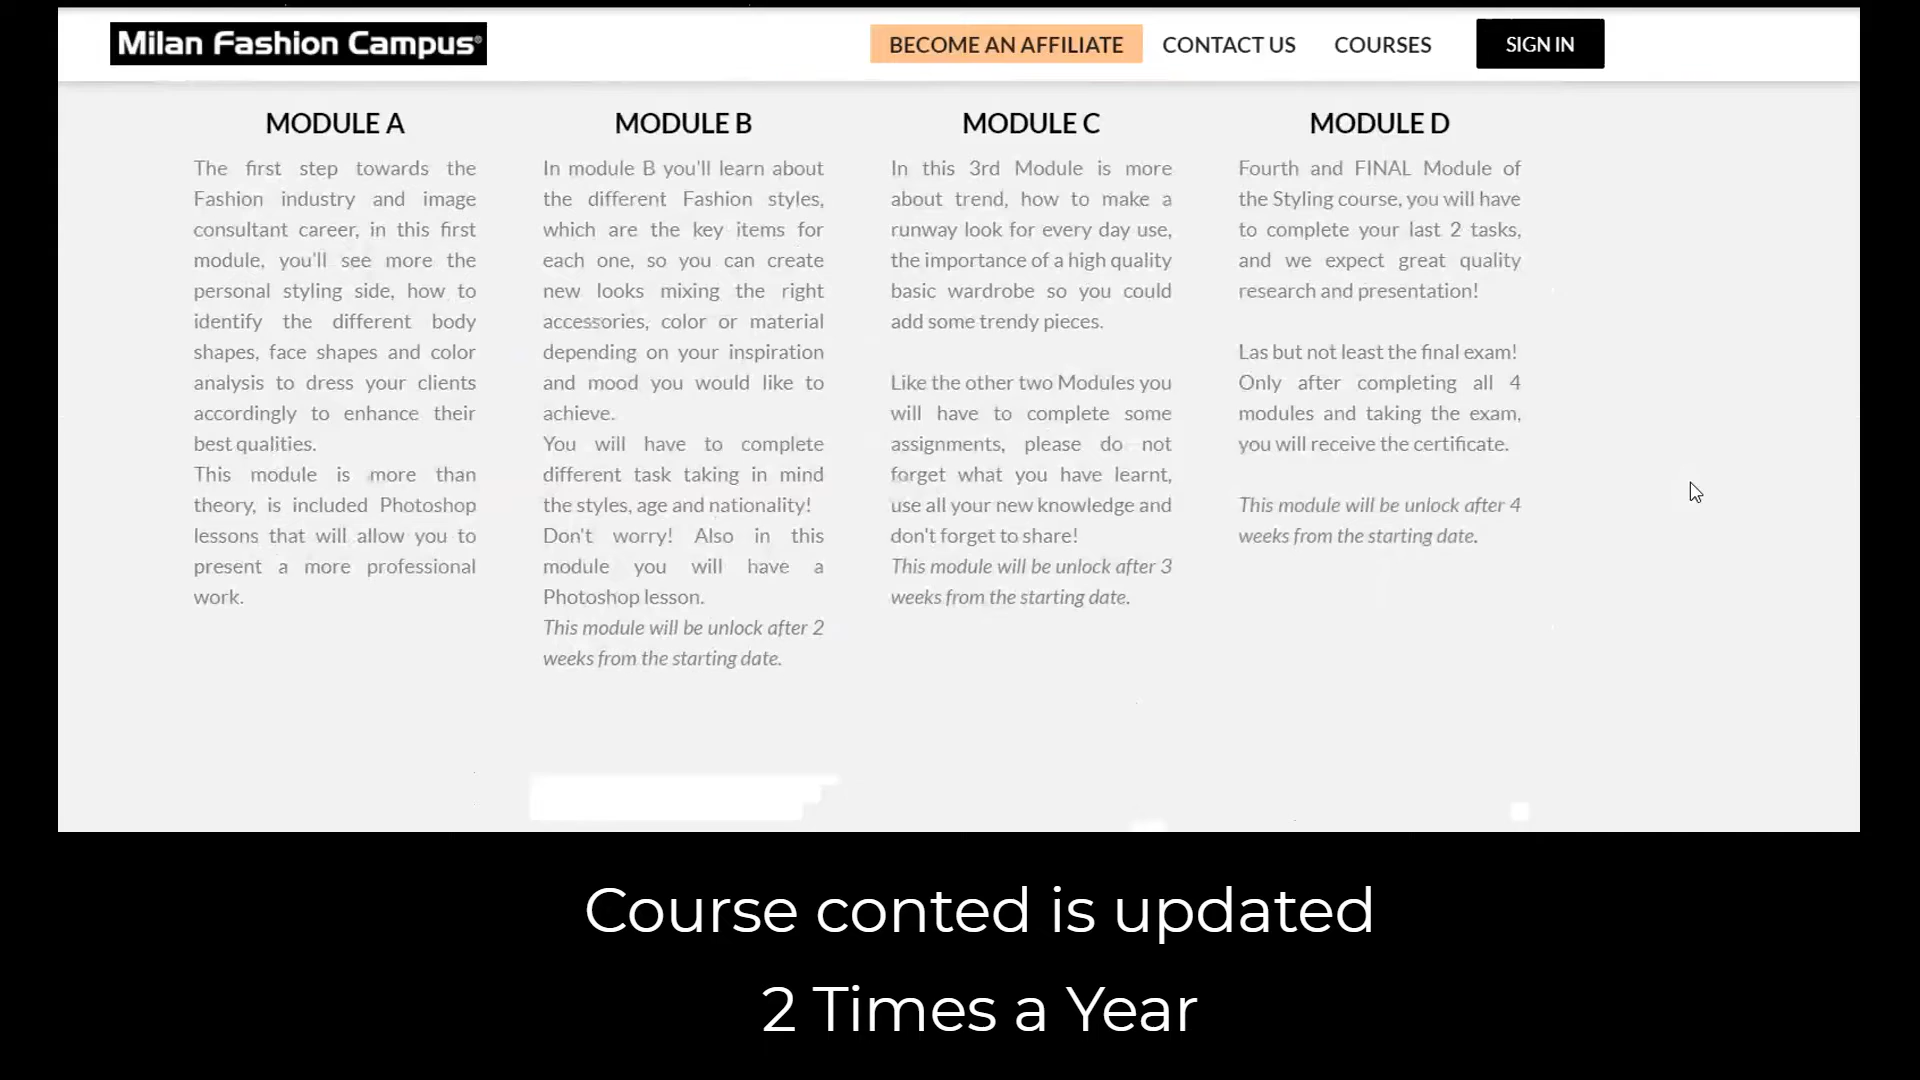 Milan Fashion Campus®
BECOME AN AFFILIATE
CONTACT US
COURSES
SIGN IN
MODULE A
The first step towards the
Fashion industry and image
consultant career, in this first
module, you'll see more the
personal styling side, how to
identify the different body
shapes, face shapes and color
analysis to dress your clients
accordingly to enhance their
best qualities.
This module is more than
theory, is included Photoshop
lessons that will allow you to
present a more professional
work.
MODULE B
In module B you'll learn about
the different Fashion styles,
which are the key items for
each one, so you can create
new looks mixing the right
accessories, color or material
depending on your inspiration
and mood you would like to
achieve.
You will have to complete
different task taking in mind
the styles, age and nationality!
Don't worry! Also in this
module you will have a
Photoshop lesson.
This module will be unlock after 2
weeks from the starting date.
MODULE C
In this 3rd Module is more
about trend, how to make a
runway look for every day use,
the importance of a high quality
basic wardrobe so you could
add some trendy pieces.
Like the other two Modules you
will have to complete some
assignments, please do not
forget what you have learnt,
use all your new knowledge and
don't forget to share!
This module will be unlock after 3
weeks from the starting date.
MODULE D
Fourth and FINAL Module of
the Styling course, you will have
to complete your last 2 tasks,
and we expect great quality
research and presentation!
Las but not least the final exam!
Only after completing all 4
modules and taking the exam,
you will receive the certificate.
This module will be unlock after 4
weeks from the starting date.
Course conted is updated
2 Times a Year